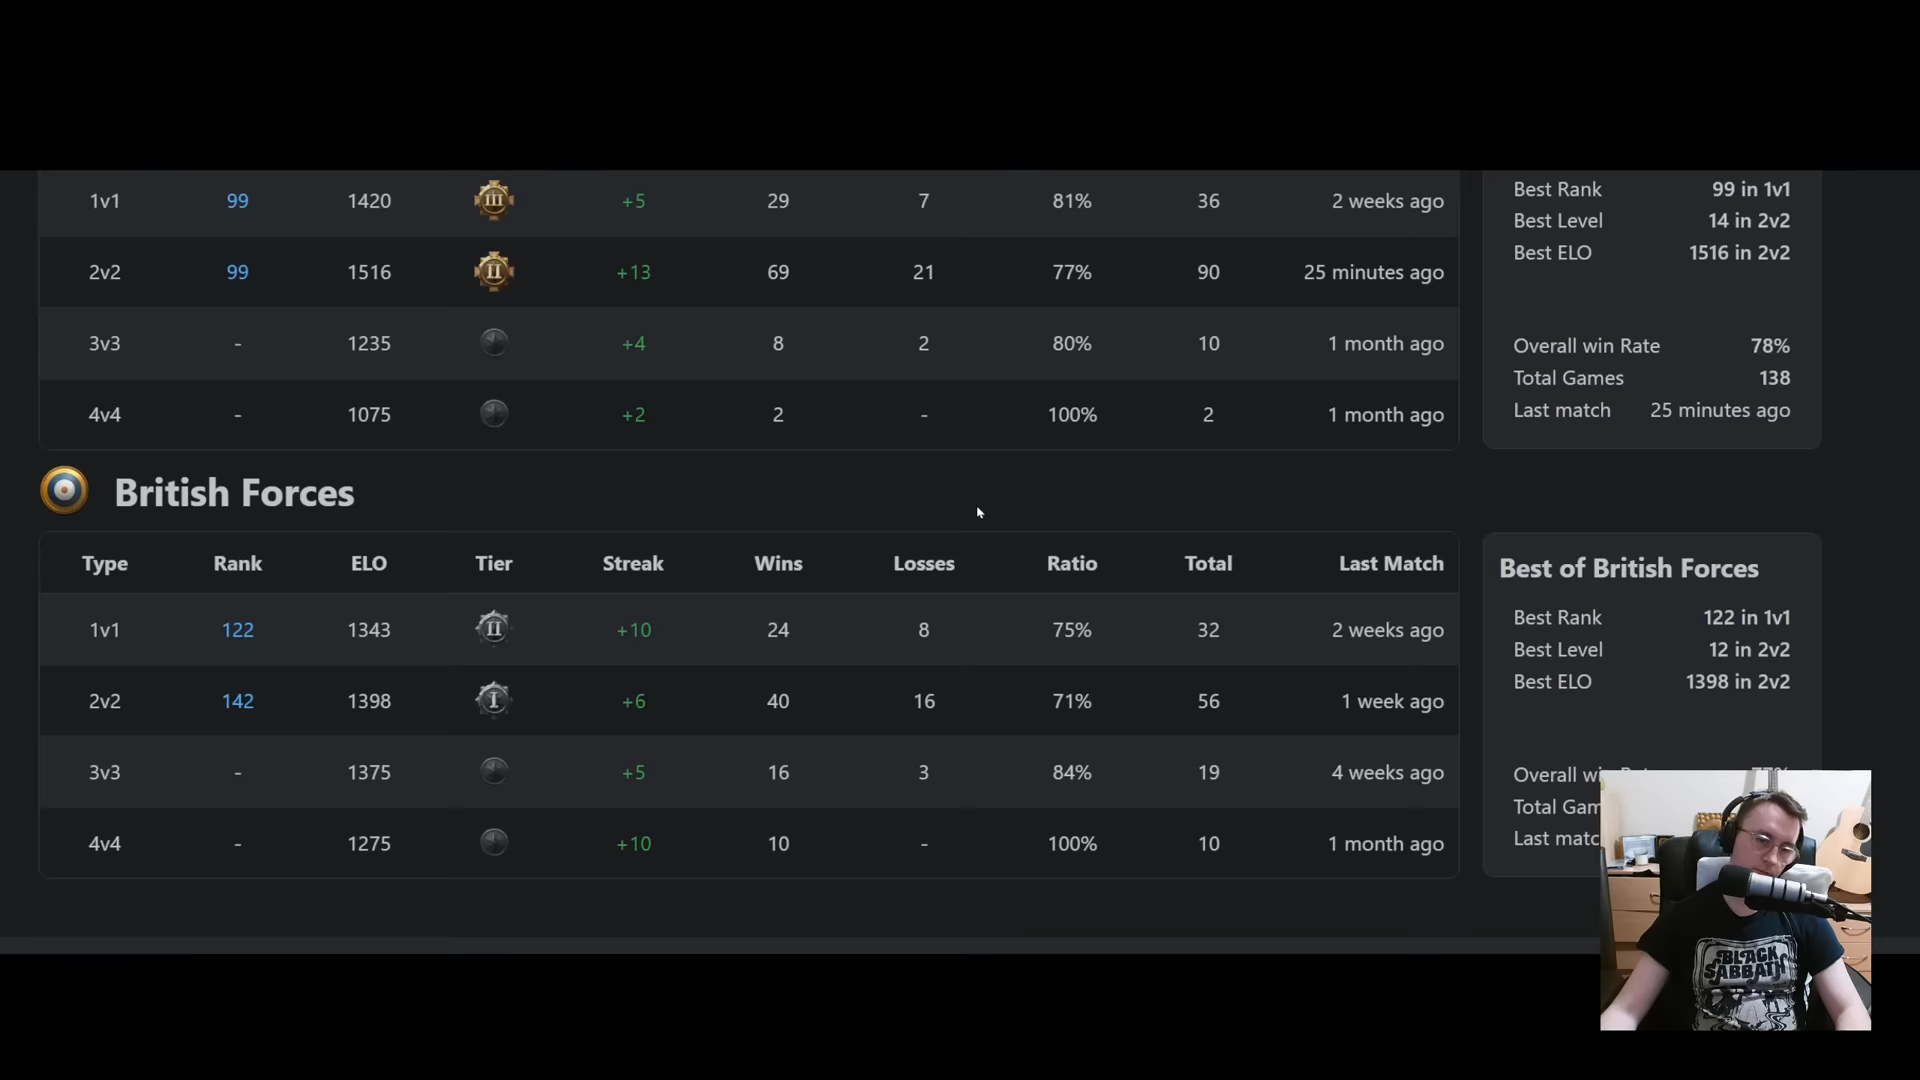 1v1 99 1420 III +5 29 7 81% 36 2 weeks ago
2v2 99 1516 II +13 69 21 77% 90 25 minutes ago
3v3 - 1235 +4 8 2 80% 10 1 month ago
4v4 - 1075 +2 2 - 100% 2 1 month ago
Best Rank 99 in 1v1
Best Level 14 in 2v2
Best ELO 1516 in 2v2
Overall win Rate 78%
Total Games 138
Last match 25 minutes ago
British Forces
Type Rank ELO Tier Streak Wins Losses Ratio Total Last Match
1v1 122 1343 II +10 24 8 75% 32 2 weeks ago
2v2 142 1398 I +6 40 16 71% 56 1 week ago
3v3 - 1375 +5 16 3 84% 19 4 weeks ago
4v4 - 1275 +10 10 - 100% 10 1 month ago
Best of British Forces
Best Rank 122 in 1v1
Best Level 12 in 2v2
Best ELO 1398 in 2v2
Overall
Total
Last
BLACK
SABBATH